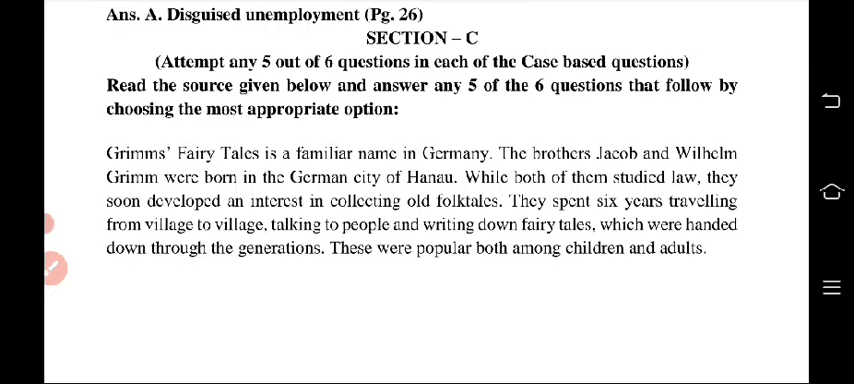 Ans. A. Disguised unemployment (Pg. 26)
SECTION – C
(Attempt any 5 out of 6 questions in each of the Case based questions)
Read the source given below and answer any 5 of the 6 questions that follow by
choosing the most appropriate option:
Grimms' Fairy Tales is a familiar name in Germany. The brothers Jacob and Wilhelm
Grimm were born in the German city of Hanau. While both of them studied law, they
soon developed an interest in collecting old folktales. They spent six years travelling
from village to village, talking to people and writing down fairy tales, which were handed
down through the generations. These were popular both among children and adults.